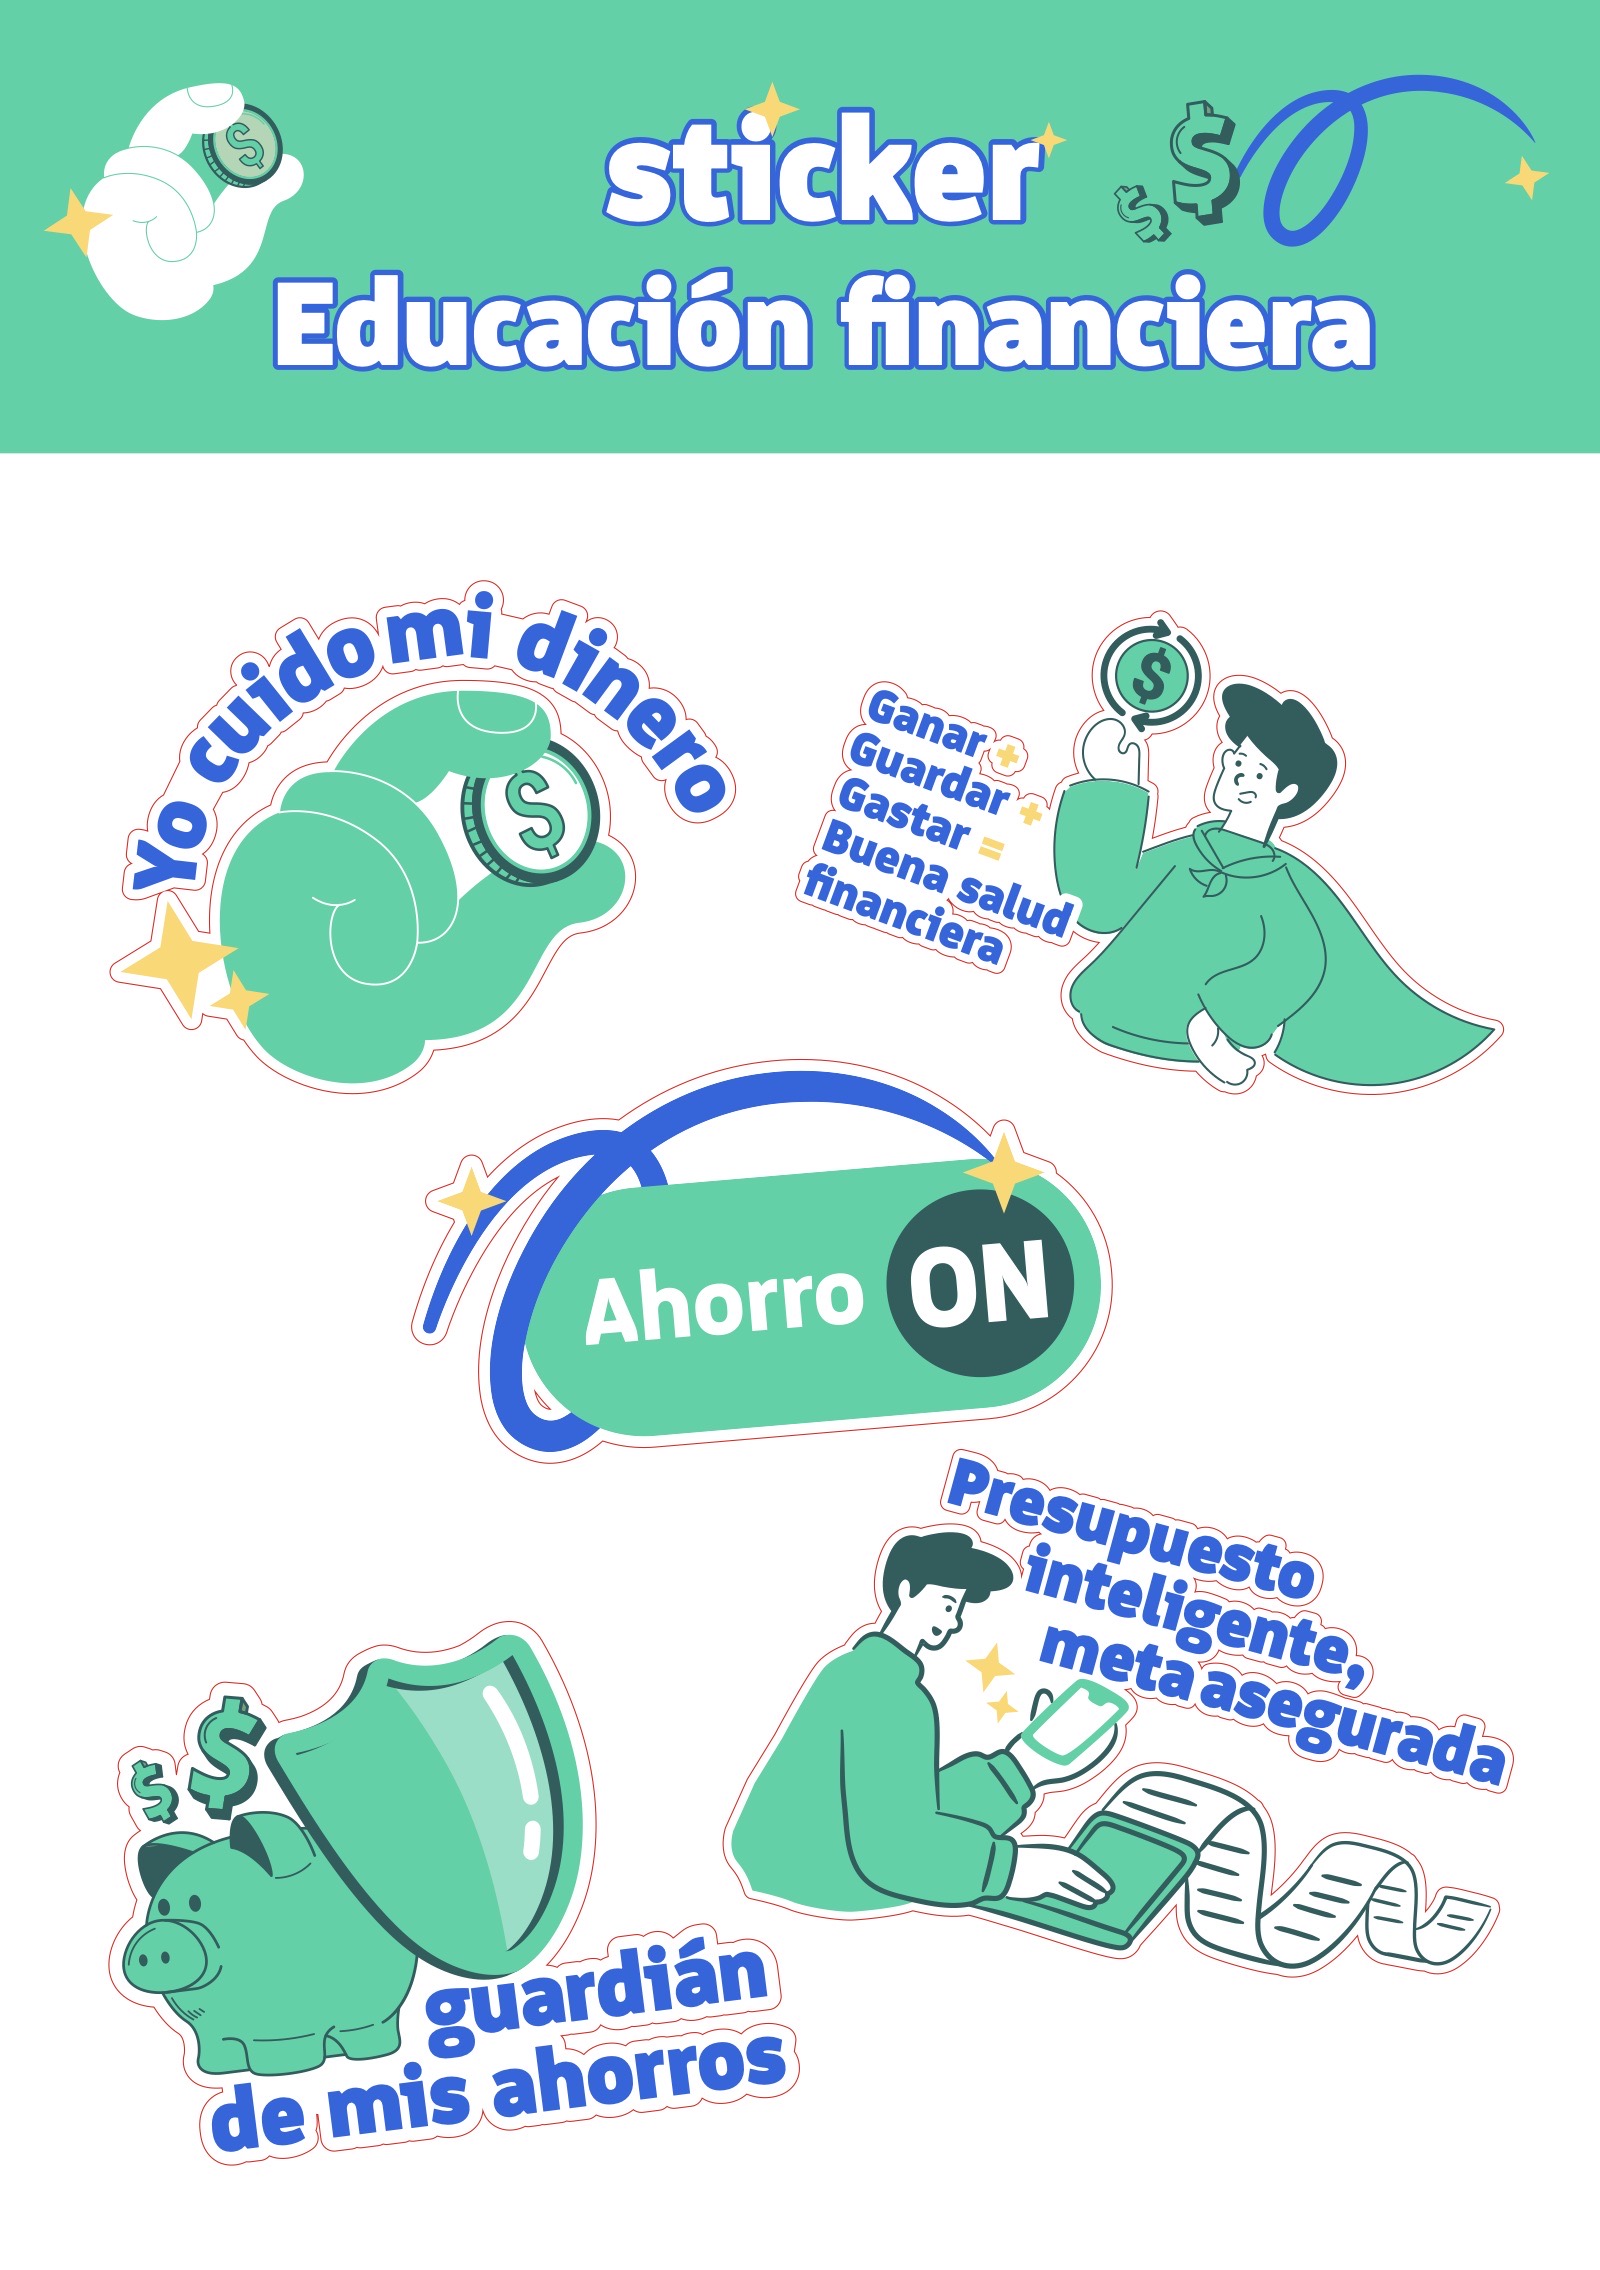 sticker
Educación financiera
Yo cuido mi dinero
Ganar +
Guardar +
Gastar =
Buena salud
financiera
Ahorro ON
Presupuesto
inteligente,
meta asegurada
guardián
de mis ahorros